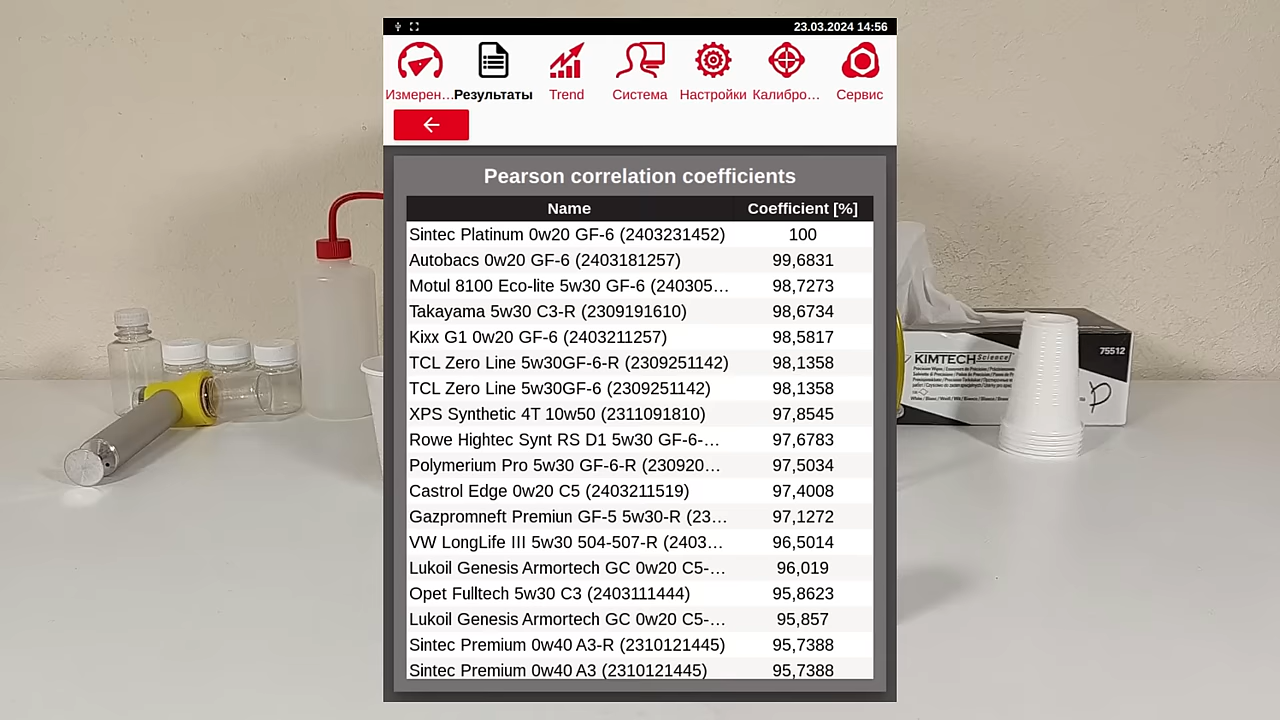 23.03.2024 14:56
Измерен… Результаты Trend Система Настройки Калибро… Сервис
Pearson correlation coefficients
Name Coefficient [%]
Sintec Platinum 0w20 GF-6 (2403231452) 100
Autobacs 0w20 GF-6 (2403181257) 99,6831
Motul 8100 Eco-lite 5w30 GF-6 (240305… 98,7273
Takayama 5w30 C3-R (2309191610) 98,6734
Kixx G1 0w20 GF-6 (2403211257) 98,5817
TCL Zero Line 5w30GF-6-R (2309251142) 98,1358
TCL Zero Line 5w30GF-6 (2309251142) 98,1358
XPS Synthetic 4T 10w50 (2311091810) 97,8545
Rowe Hightec Synt RS D1 5w30 GF-6-… 97,6783
Polymerium Pro 5w30 GF-6-R (230920… 97,5034
Castrol Edge 0w20 C5 (2403211519) 97,4008
Gazpromneft Premiun GF-5 5w30-R (23… 97,1272
VW LongLife III 5w30 504-507-R (2403… 96,5014
Lukoil Genesis Armortech GC 0w20 C5-… 96,019
Opet Fulltech 5w30 C3 (2403111444) 95,8623
Lukoil Genesis Armortech GC 0w20 C5-… 95,857
Sintec Premium 0w40 A3-R (2310121445) 95,7388
Sintec Premium 0w40 A3 (2310121445) 95,7388
KIMTECH Science
75512